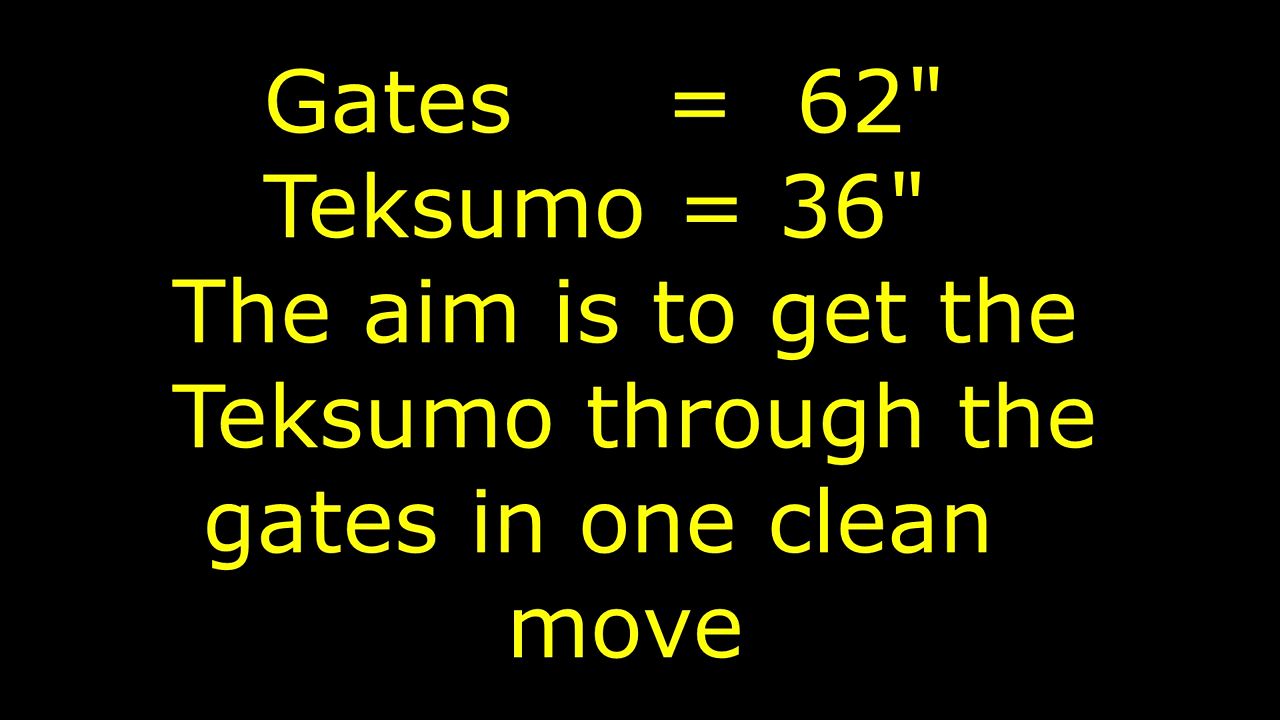 Gates = 62"
Teksumo = 36"
The aim is to get the
Teksumo through the
gates in one clean
move